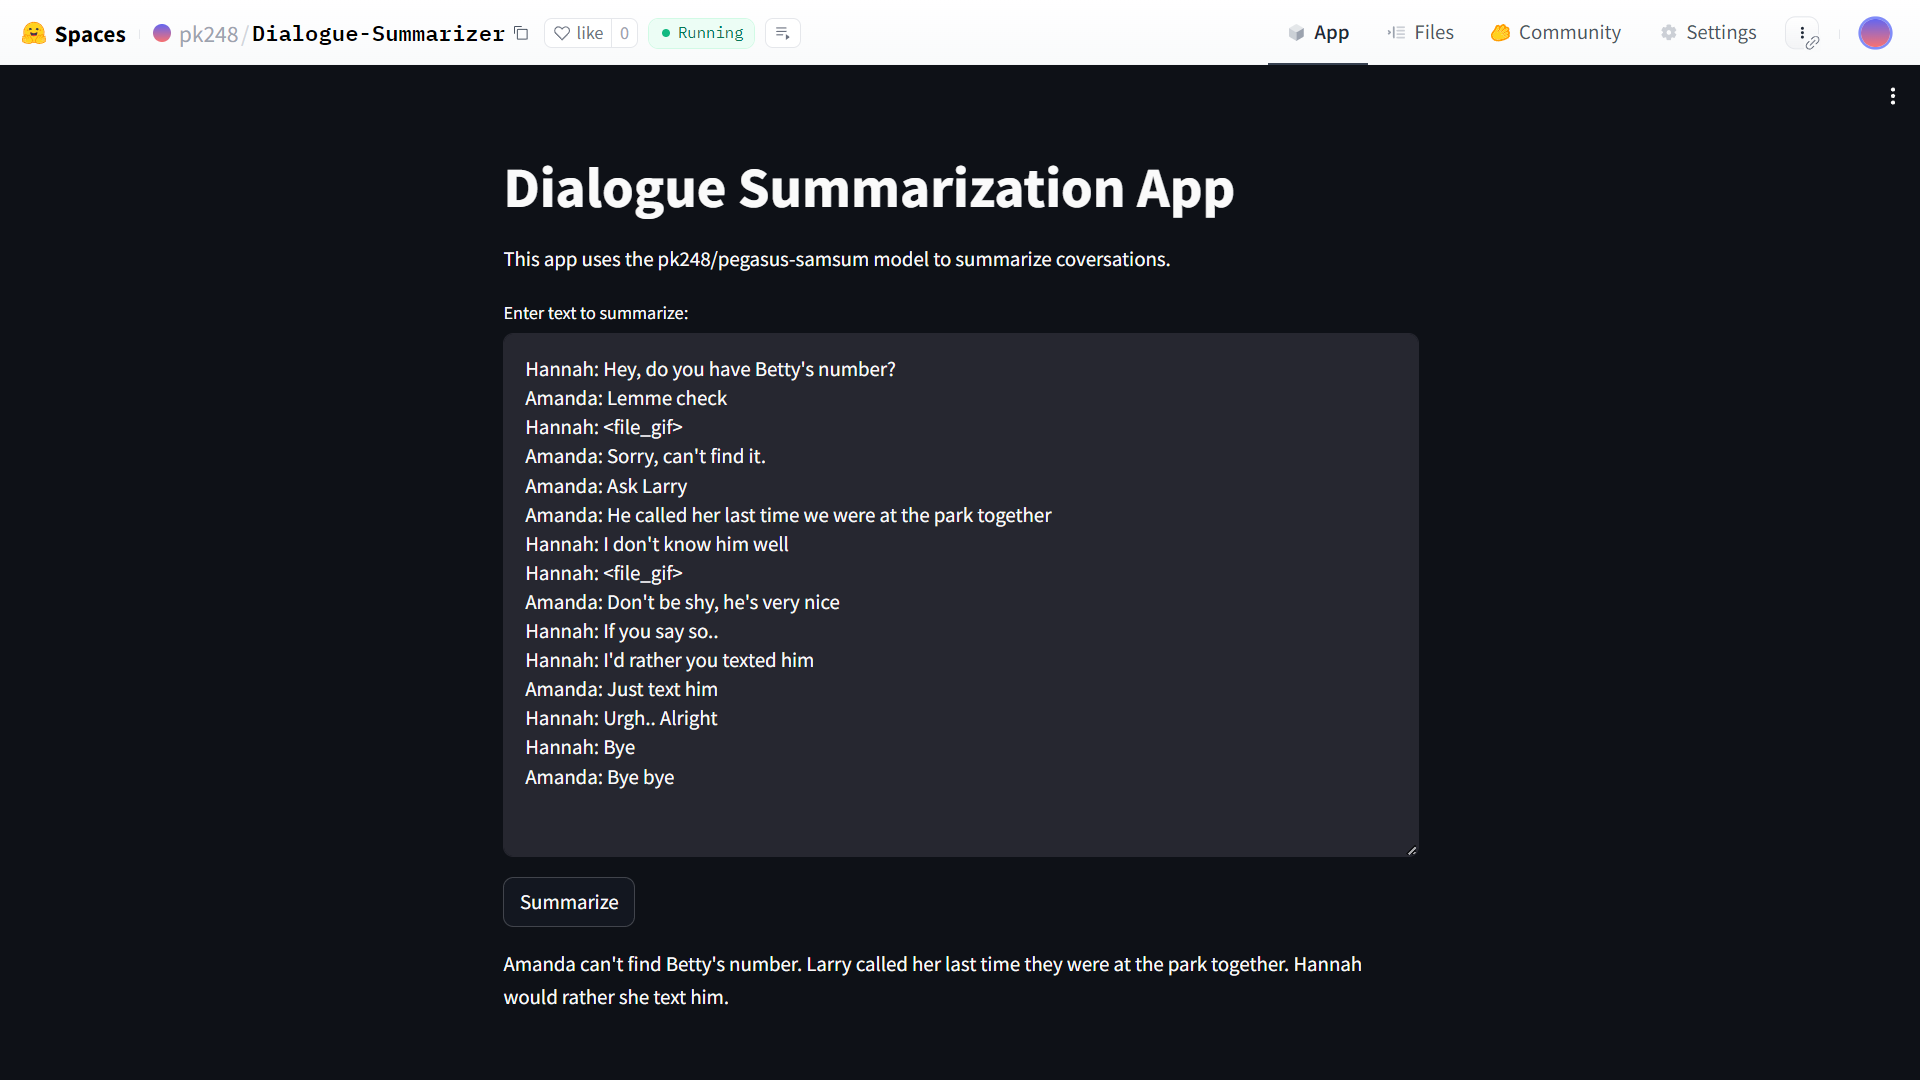 Spaces pk248/Dialogue-Summarizer like 0 Running App Files Community Settings
Dialogue Summarization App
This app uses the pk248/pegasus-samsum model to summarize coversations.
Enter text to summarize:
Hannah: Hey, do you have Betty's number?
Amanda: Lemme check
Hannah: <file_gif>
Amanda: Sorry, can't find it.
Amanda: Ask Larry
Amanda: He called her last time we were at the park together
Hannah: I don't know him well
Hannah: <file_gif>
Amanda: Don't be shy, he's very nice
Hannah: If you say so..
Hannah: I'd rather you texted him
Amanda: Just text him
Hannah: Urgh.. Alright
Hannah: Bye
Amanda: Bye bye
Summarize
Amanda can't find Betty's number. Larry called her last time they were at the park together. Hannah
would rather she text him.